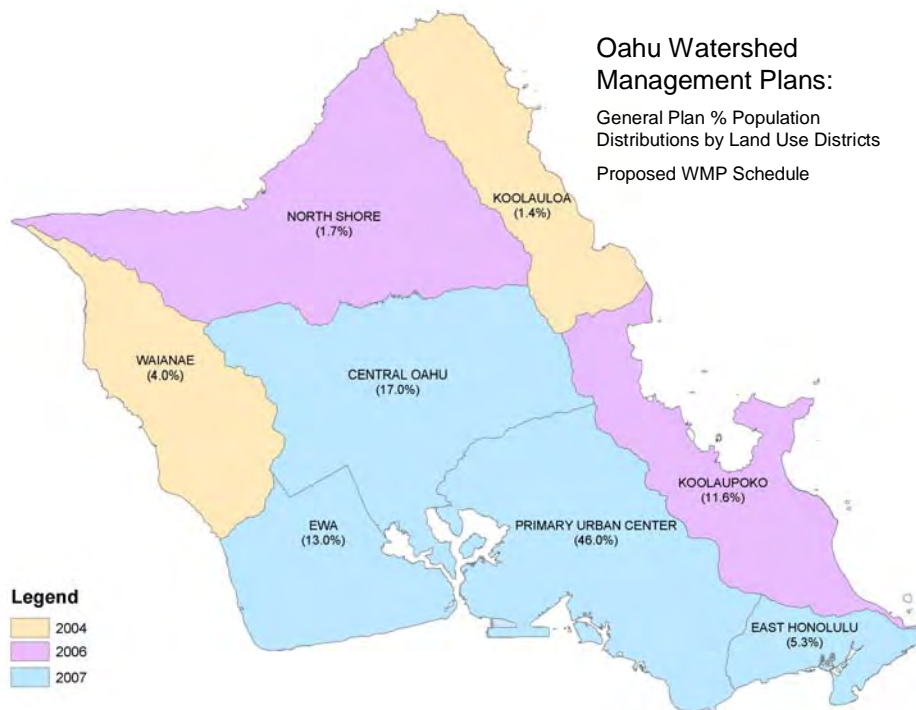 Oahu Watershed
Management Plans:
General Plan % Population
Distributions by Land Use Districts
Proposed WMP Schedule
KOOLAULOA
(1.4%)
NORTH SHORE
(1.7%)
WAIANAE
(4.0%)
CENTRAL OAHU
(17.0%)
KOOLAUPOKO
(11.6%)
EWA
(13.0%)
PRIMARY URBAN CENTER
(46.0%)
EAST HONOLULU
(5.3%)
Legend
2004
2006
2007